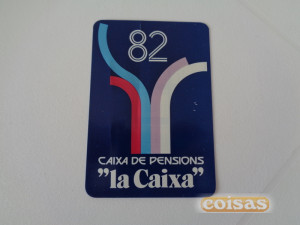 82
CAIXA DE PENSIONS
"la Caixa"
coisas